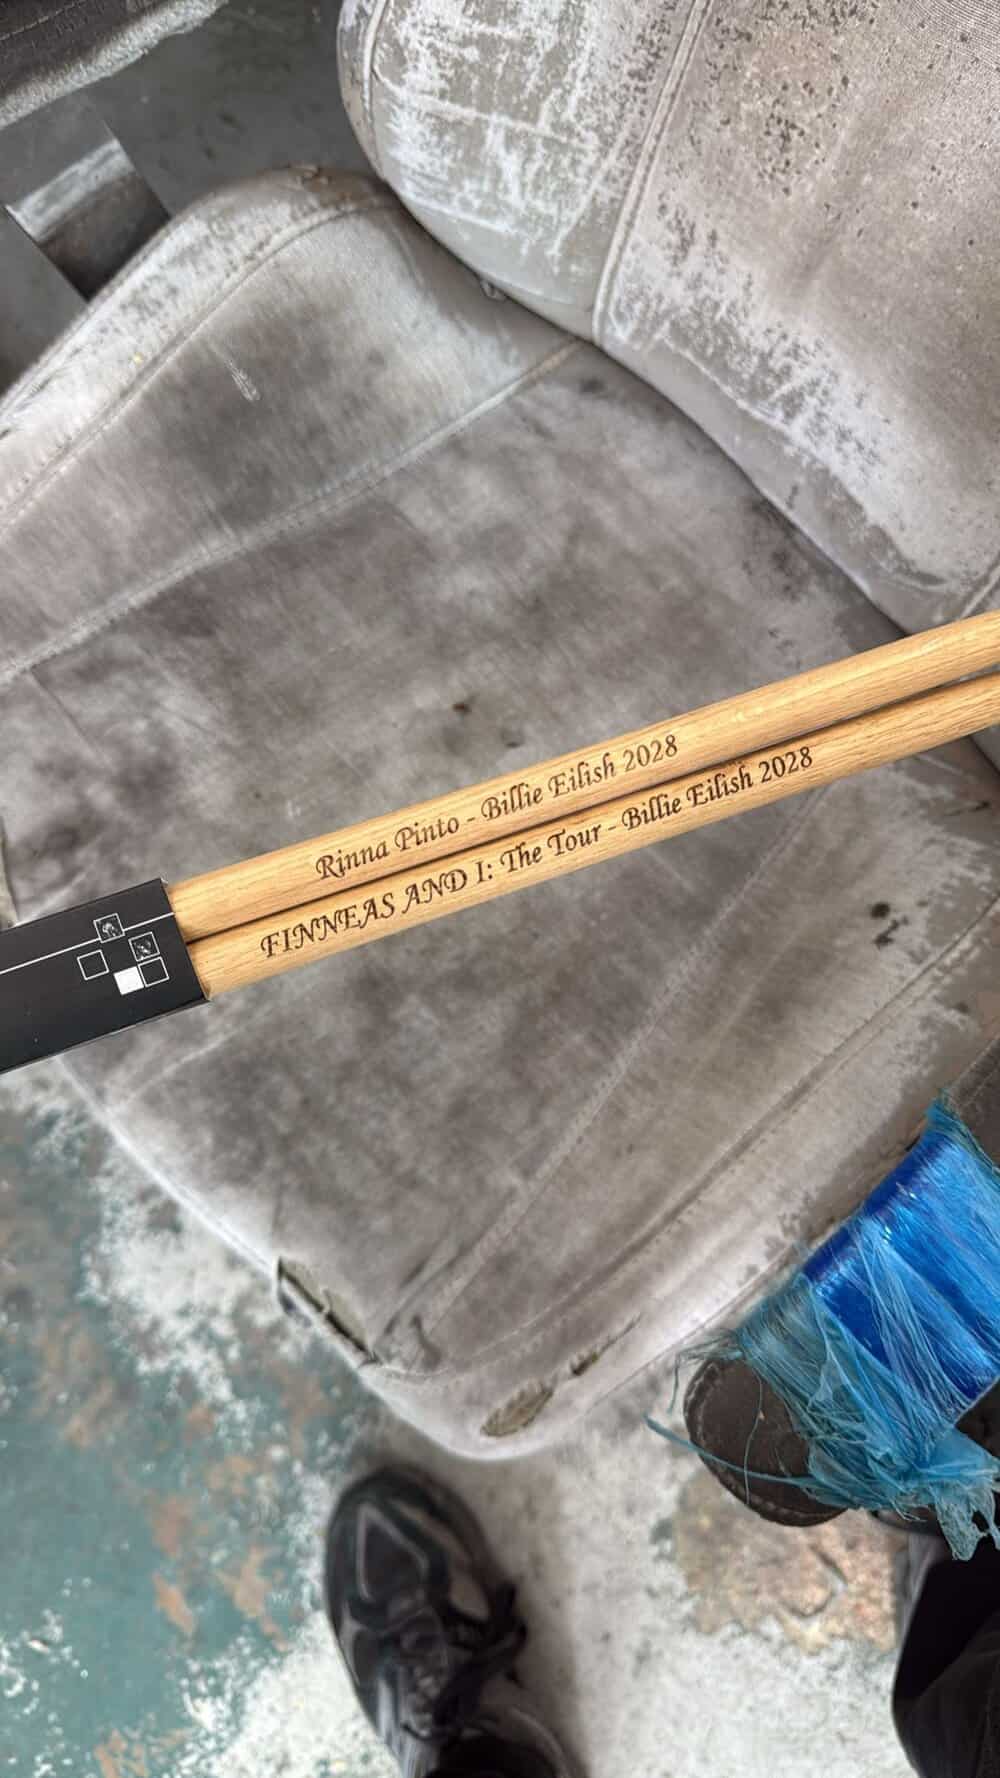 Rinna Pinto - Billie Eilish 2028
FINNEAS AND I: The Tour - Billie Eilish 2028